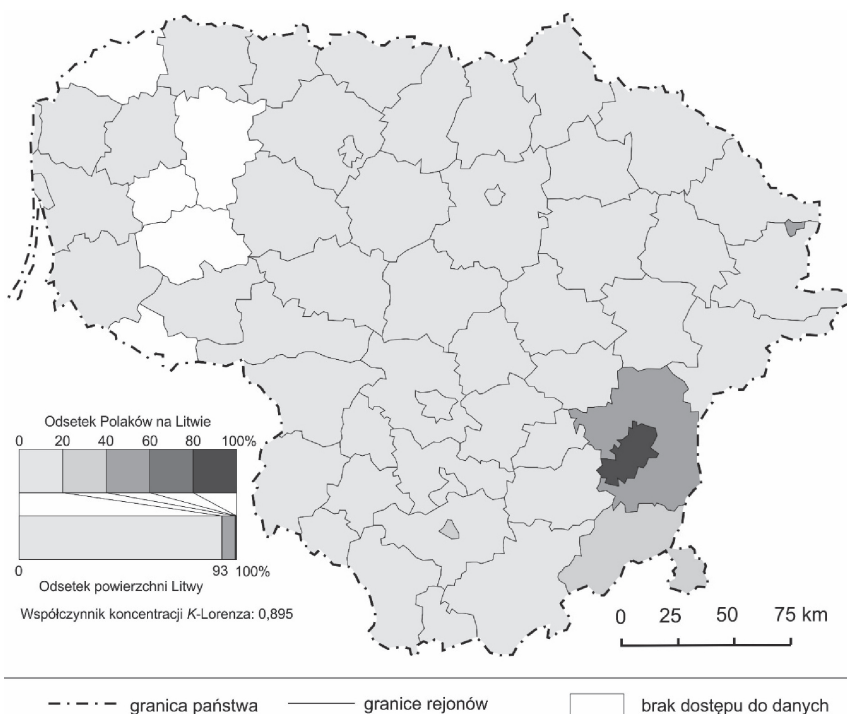 Odsetek Polaków na Litwie
0 20 40 60 80 100%
0 93 100%
Odsetek powierzchni Litwy
Współczynnik koncentracji K-Lorenza: 0,895
0 25 50 75 km
granica państwa granice rejonów brak dostępu do danych